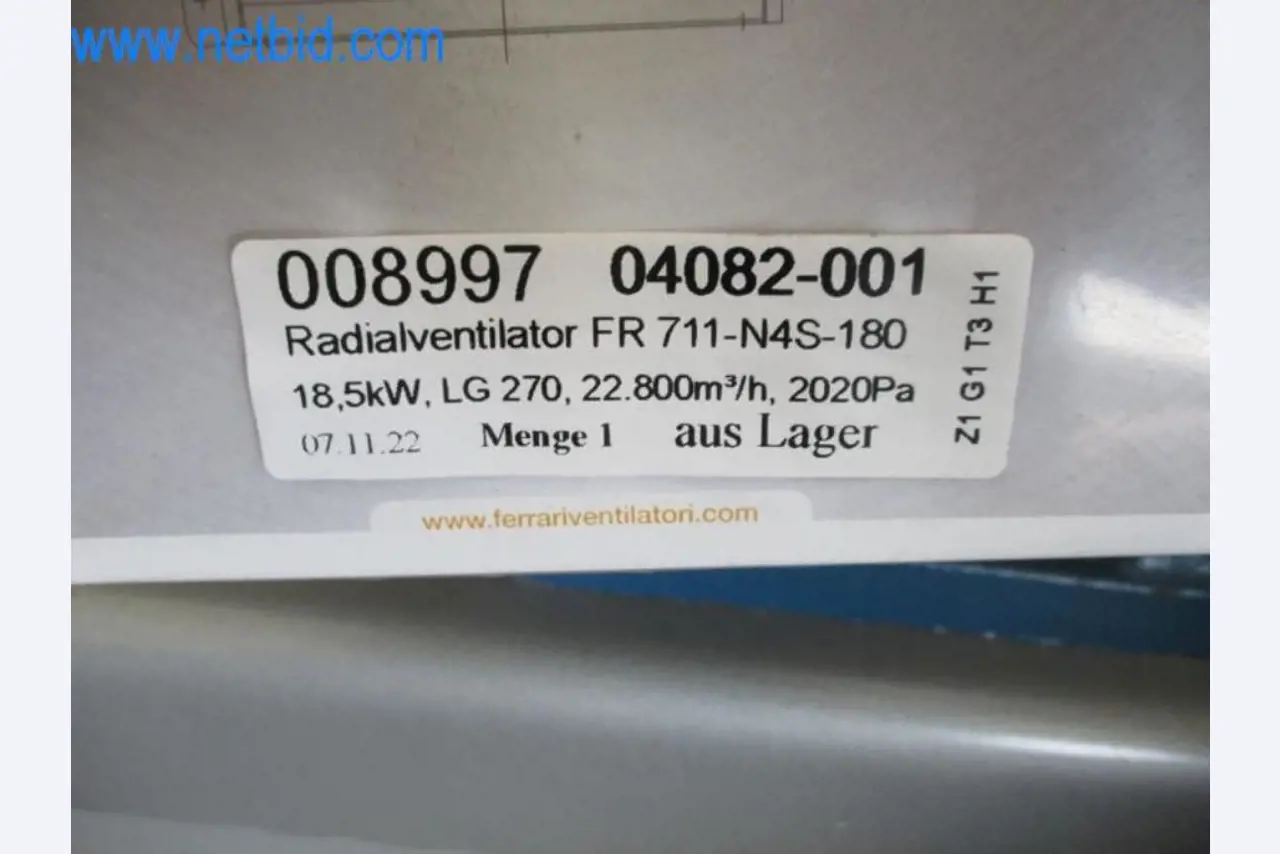 www.netbid.com
008997 04082-001
Radialventilator FR 711-N4S-180
18,5kW, LG 270, 22.800m³/h, 2020Pa
07.11.22 Menge 1 aus Lager
Z1 G1 T3 H1
www.ferrariventilatori.com